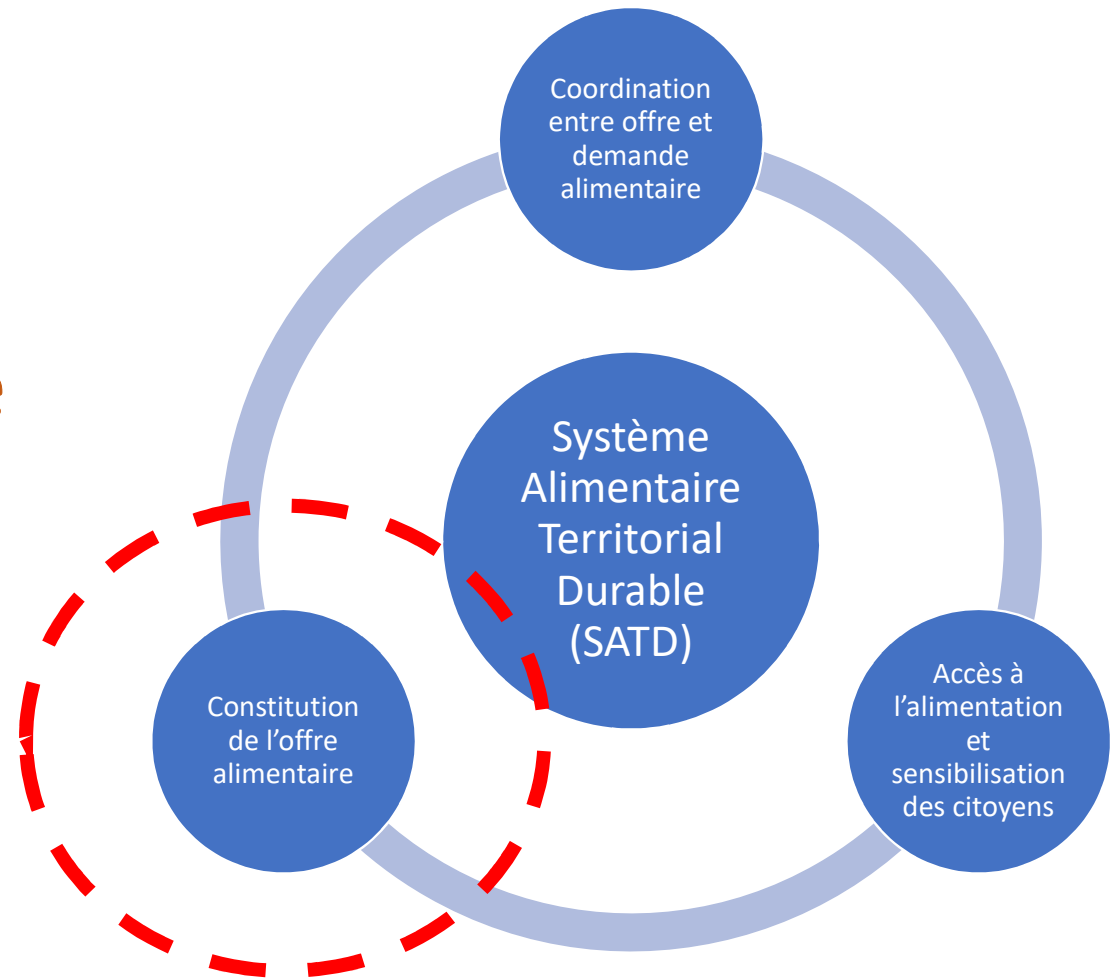 Coordination
entre offre et
demande
alimentaire
Système
Alimentaire
Territorial
Durable
(SATD)
Constitution
de l’offre
alimentaire
Accès à
l’alimentation
et
sensibilisation
des citoyens